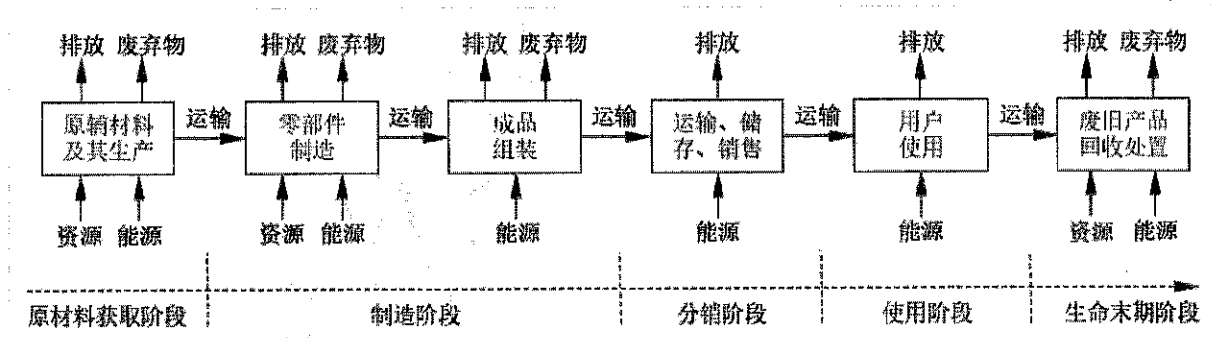 排放 废弃物 排放 废弃物 排放 废弃物 排放 排放 排放 废弃物
原辅材料及其生产
运输
零部件制造
运输
成品组装
运输
运输、储存、销售
运输
用户使用
运输
废旧产品回收处置
资源 能源 资源 能源 能源 能源 能源 资源 能源
原材料获取阶段 制造阶段 分销阶段 使用阶段 生命末期阶段